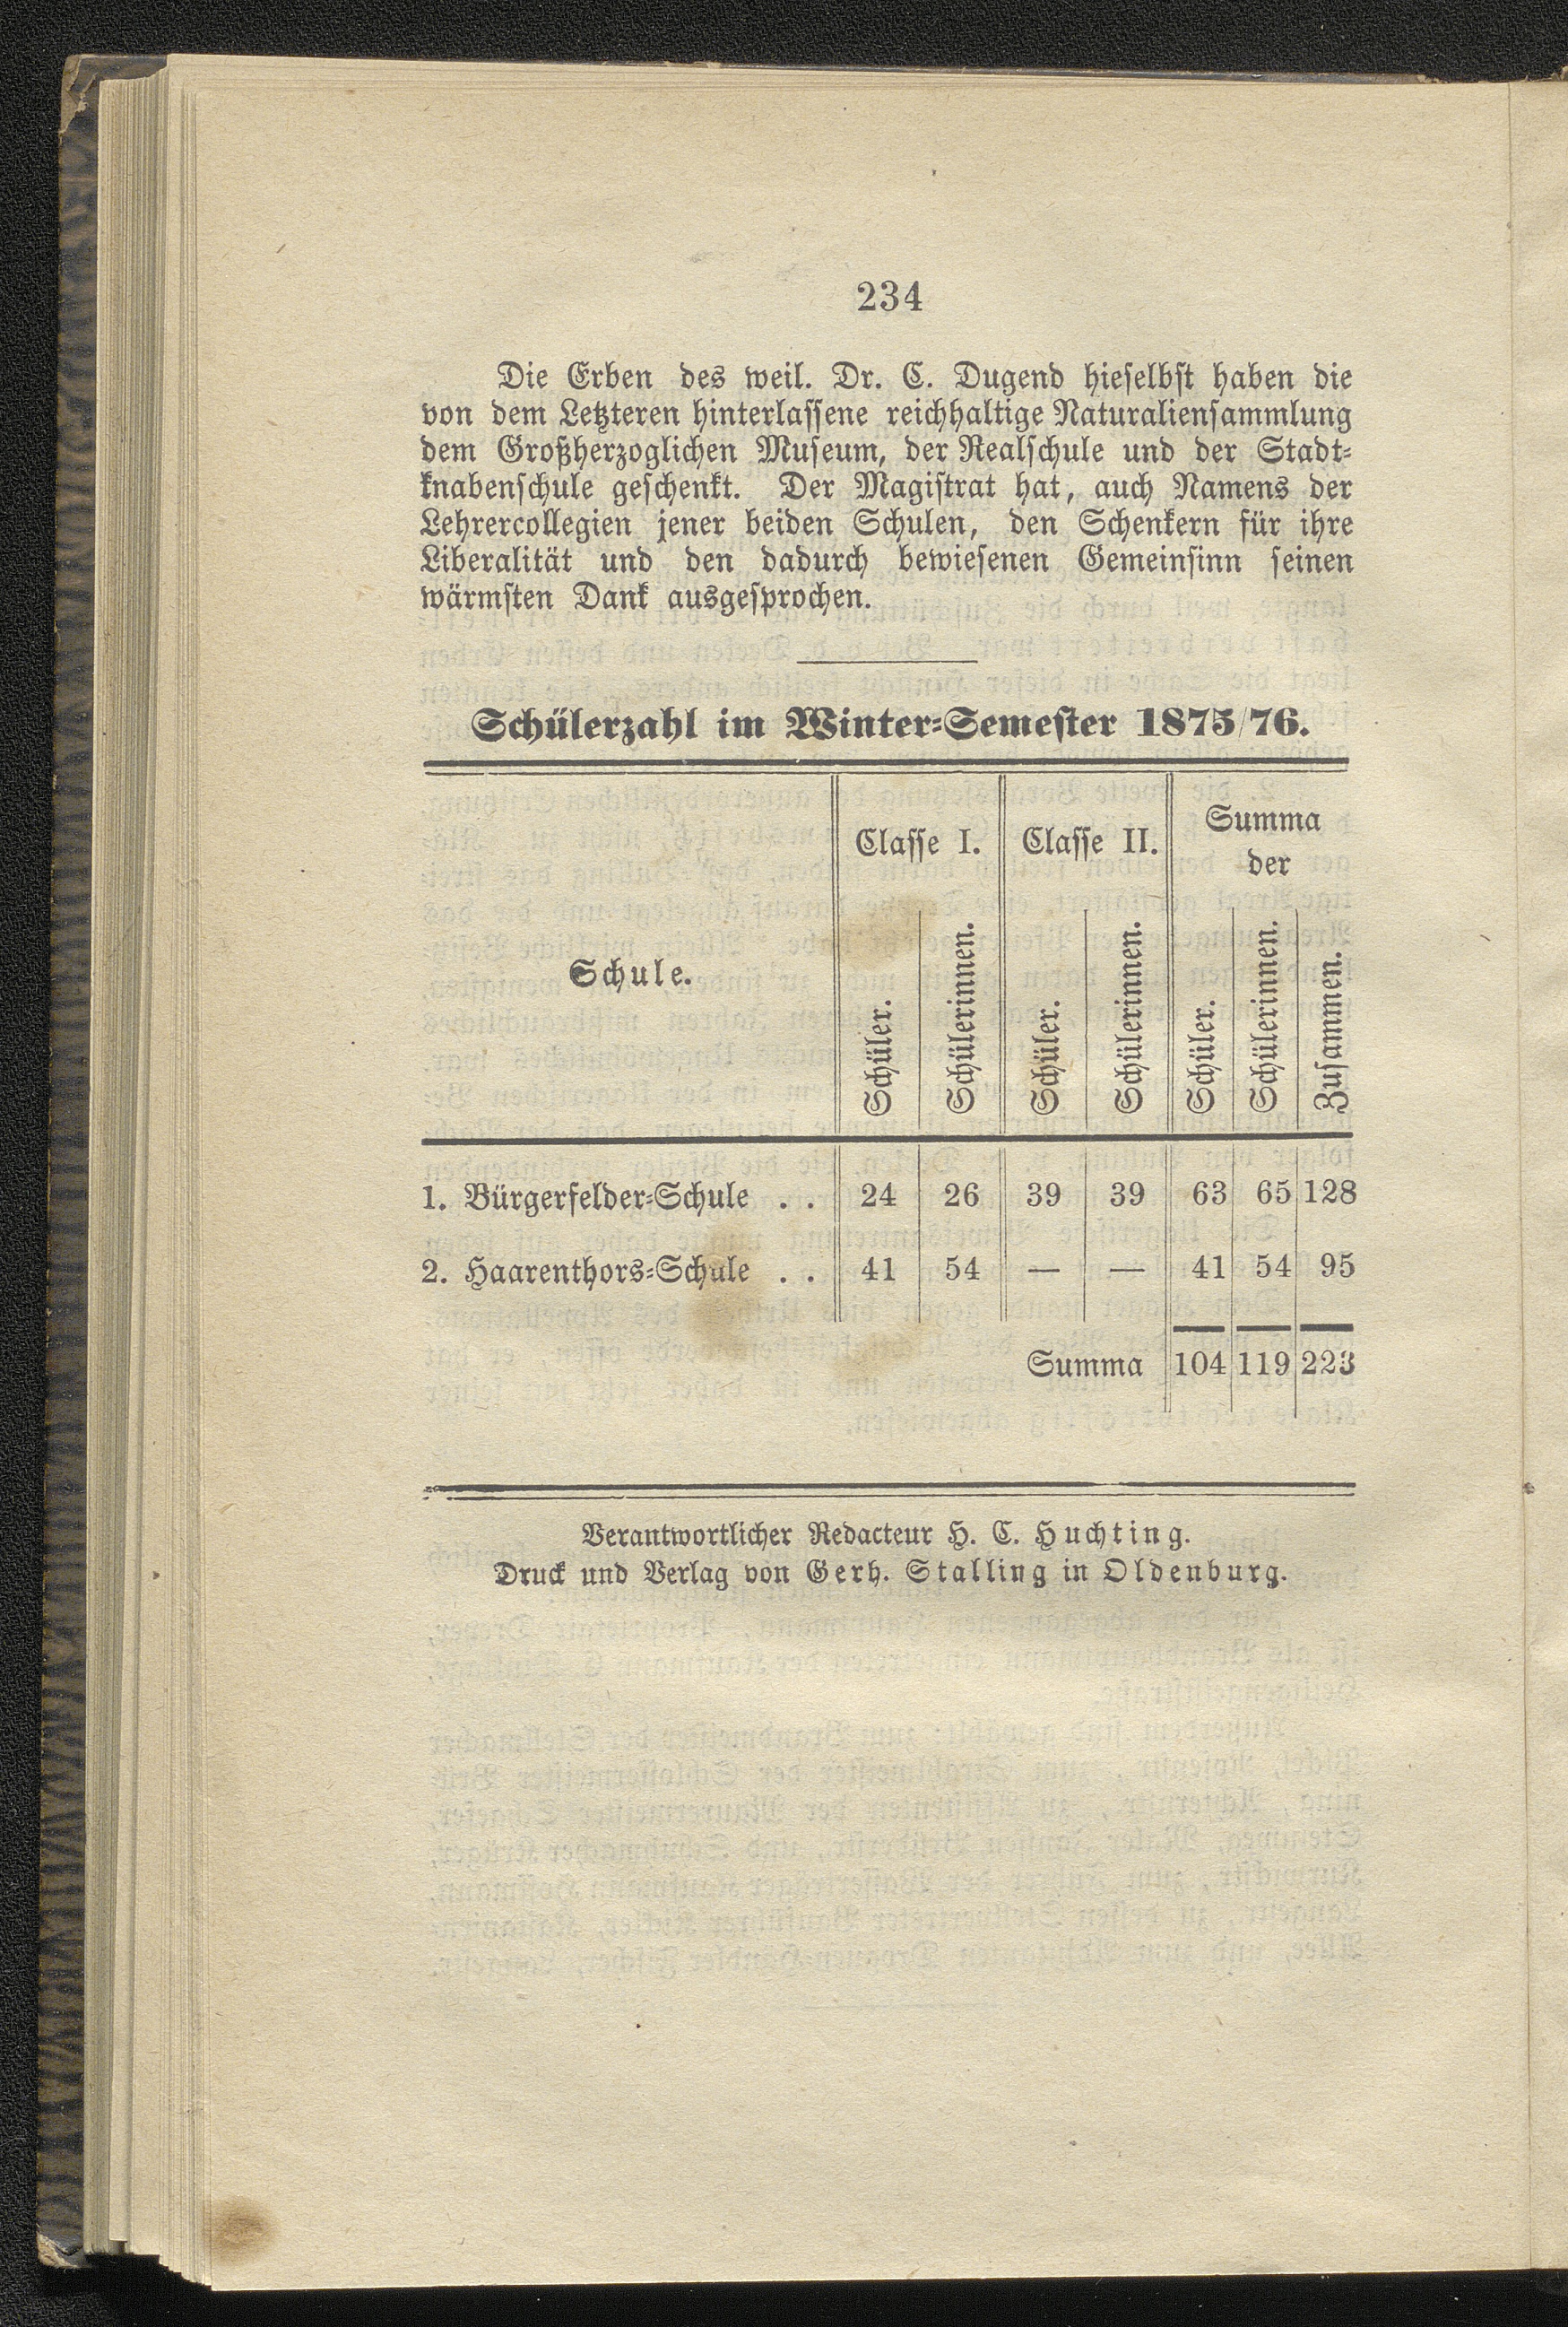 234
Die Erben des weil. Dr. C. Dugend hieselbst haben die
von dem Letzteren hinterlassene reichhaltige Naturaliensammlung
dem Großherzoglichen Museum, der Realschule und der Stadt-
knabenschule geschenkt. Der Magistrat hat, auch Namens der
Lehrercollegien jener beiden Schulen, den Schenkern für ihre
Liberalität und den dadurch bewiesenen Gemeinsinn seinen
wärmsten Dank ausgesprochen.
Schülerzahl im Winter-Semester 1875/76.
Schule. Classe I. Classe II. Summa
der
Schüler. Schülerinnen. Schüler. Schülerinnen. Schüler. Schülerinnen. Zusammen.
1. Bürgerfelder-Schule . . 24 26 39 39 63 65 128
2. Haarenthors-Schule . . 41 54 — — 41 54 95
Summa 104 119 223
Verantwortlicher Redacteur H. C. Huchting.
Druck und Verlag von Gerh. Stalling in Oldenburg.